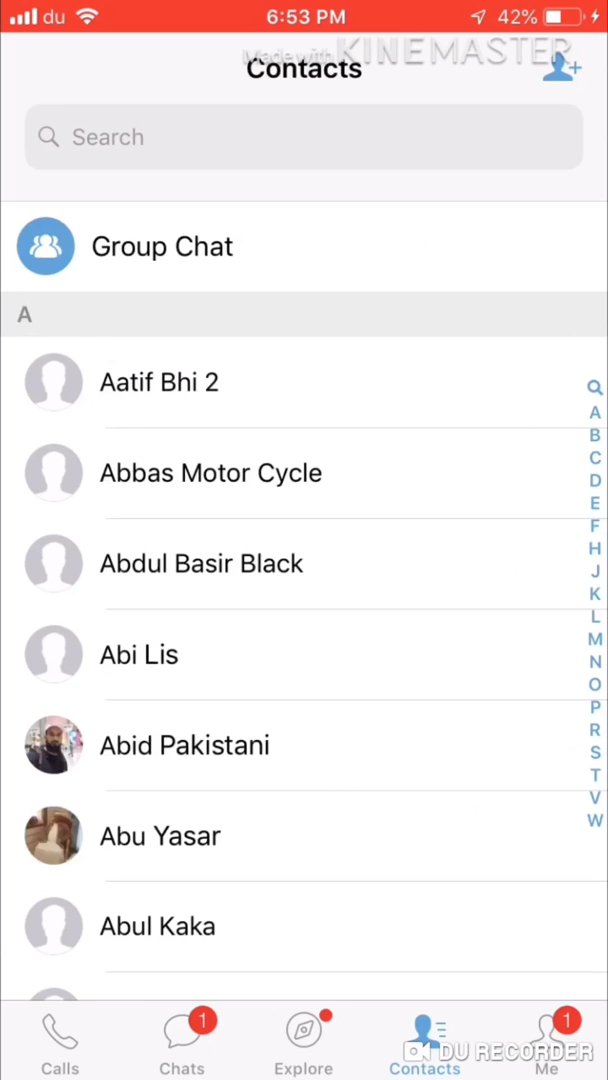 du 6:53 PM 42%
Made with KINEMASTER
Contacts
Search
Group Chat
A
Aatif Bhi 2
Abbas Motor Cycle
Abdul Basir Black
Abi Lis
Abid Pakistani
Abu Yasar
Abul Kaka
A
B
C
D
E
F
H
J
K
L
M
N
O
P
R
S
T
V
W
1
1
DU RECORDER
Calls Chats Explore Contacts Me